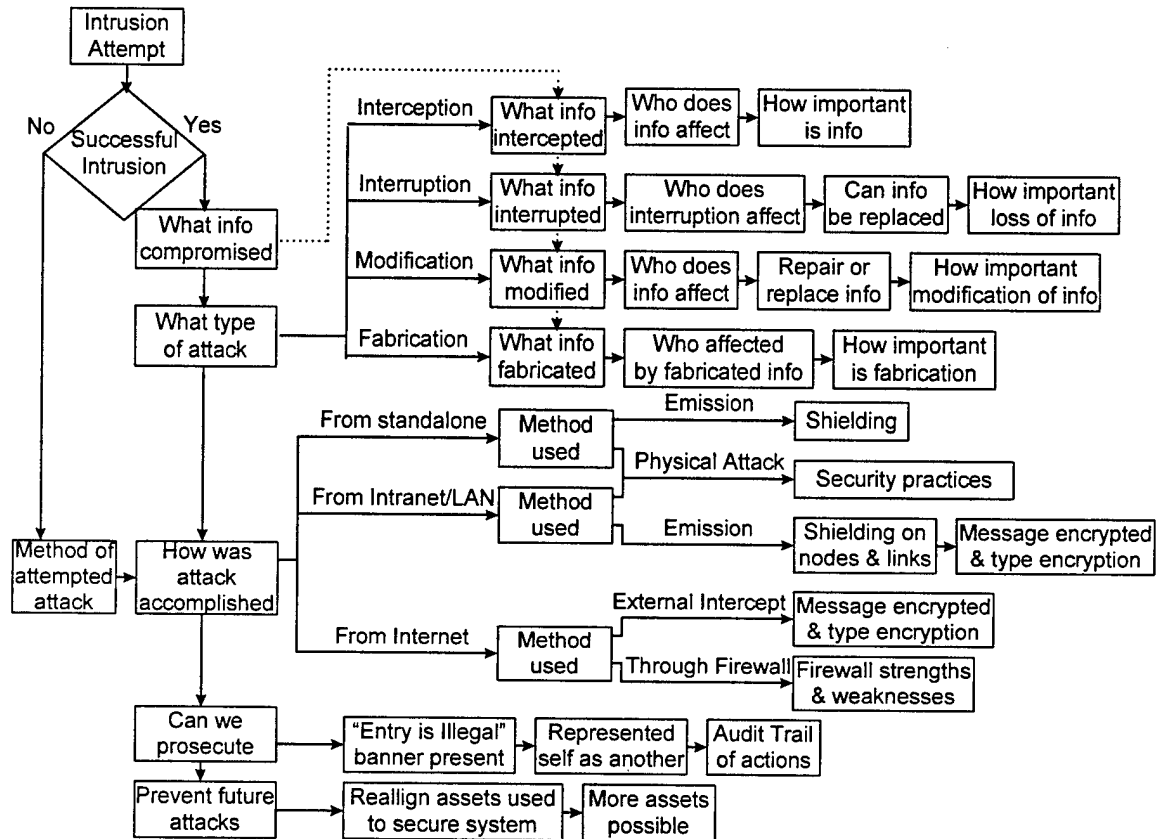 Intrusion
Attempt
No
Yes
Successful
Intrusion
What info
compromised
What type
of attack
Interception
What info
intercepted
Who does
info affect
How important
is info
Interruption
What info
interrupted
Who does
interruption affect
Can info
be replaced
How important
loss of info
Modification
What info
modified
Who does
info affect
Repair or
replace info
How important
modification of info
Fabrication
What info
fabricated
Who affected
by fabricated info
How important
is fabrication
Method of
attempted
attack
How was
attack
accomplished
From standalone
Method
used
Emission
Shielding
Physical Attack
Security practices
From Intranet/LAN
Method
used
Emission
Shielding on
nodes & links
Message encrypted
& type encryption
From Internet
Method
used
External Intercept
Message encrypted
& type encryption
Through Firewall
Firewall strengths
& weaknesses
Can we
prosecute
“Entry is Illegal”
banner present
Represented
self as another
Audit Trail
of actions
Prevent future
attacks
Reallign assets used
to secure system
More assets
possible